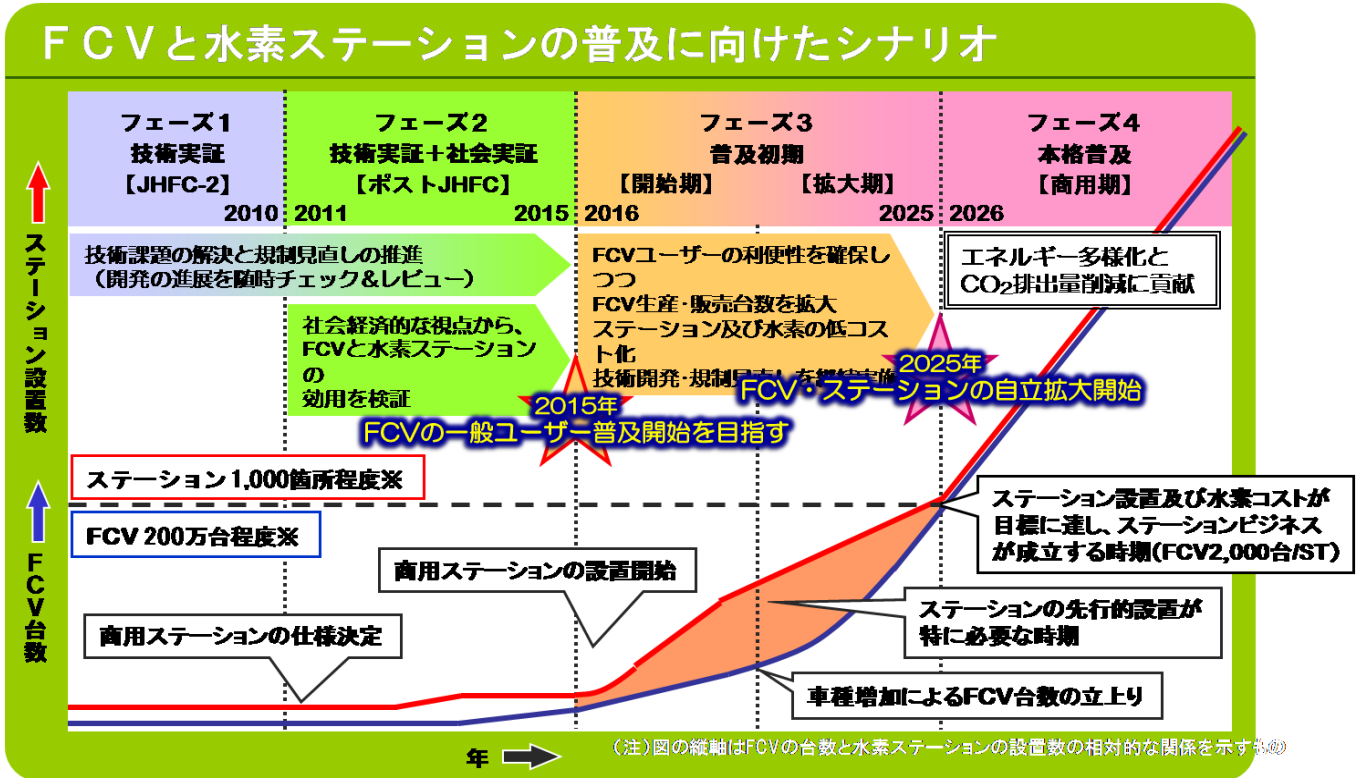 FCVと水素ステーションの普及に向けたシナリオ
フェーズ1
技術実証
【JHFC-2】
2010
フェーズ2
技術実証＋社会実証
【ポストJHFC】
2011
2015
フェーズ3
普及初期
【開始期】
【拡大期】
2016
2025
フェーズ4
本格普及
【商用期】
2026
ステーション設置数
FCV台数
技術課題の解決と規制見直しの推進
（開発の進展を随時チェック＆レビュー）
社会経済的な視点から、
FCVと水素ステーション
の
効用を検証
FCVユーザーの利便性を確保し
つつ
FCV生産・販売台数を拡大
ステーション及び水素の低コス
ト化
技術開発・規制見直しを継続実施
エネルギー多様化と
CO2排出量削減に貢献
2015年
FCVの一般ユーザー普及開始を目指す
2025年
FCV・ステーションの自立拡大開始
ステーション1,000箇所程度※
FCV 200万台程度※
商用ステーションの仕様決定
商用ステーションの設置開始
ステーション設置及び水素コストが
目標に達し、ステーションビジネス
が成立する時期(FCV2,000台/ST)
ステーションの先行的設置が
特に必要な時期
車種増加によるFCV台数の立上り
年
（注）図の縦軸はFCVの台数と水素ステーションの設置数の相対的な関係を示すもの